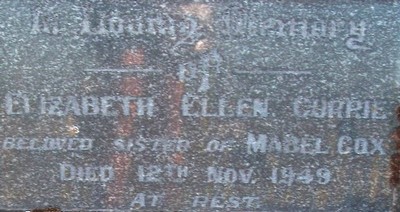 In Loving Memory
OF
ELIZABETH ELLEN CURRIE
BELOVED SISTER OF MABEL COX
DIED 12TH NOV. 1949
AT REST.